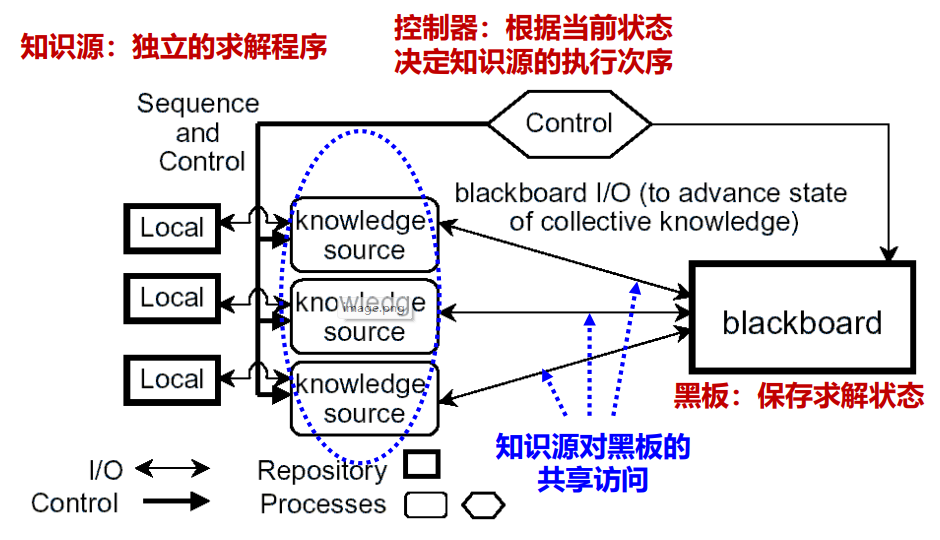 知识源：独立的求解程序
控制器：根据当前状态
决定知识源的执行次序
Sequence
and
Control
Control
blackboard I/O (to advance state
of collective knowledge)
Local
knowledge
source
Local
knowledge
source
image.png
blackboard
Local
knowledge
source
黑板：保存求解状态
知识源对黑板的
共享访问
I/O
Repository
Control
Processes